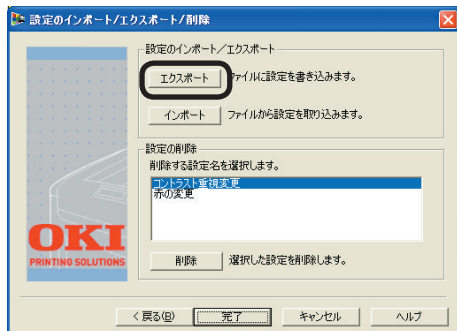 設定のインポート/エクスポート/削除
設定のインポート/エクスポート
エクスポート ファイルに設定を書き込みます。
インポート ファイルから設定を取り込みます。
設定の削除
削除する設定名を選択します。
コントラスト重視変更
赤の変更
OKI
PRINTING SOLUTIONS
削除 選択した設定を削除します。
< 戻る(B) 完了 キャンセル ヘルプ